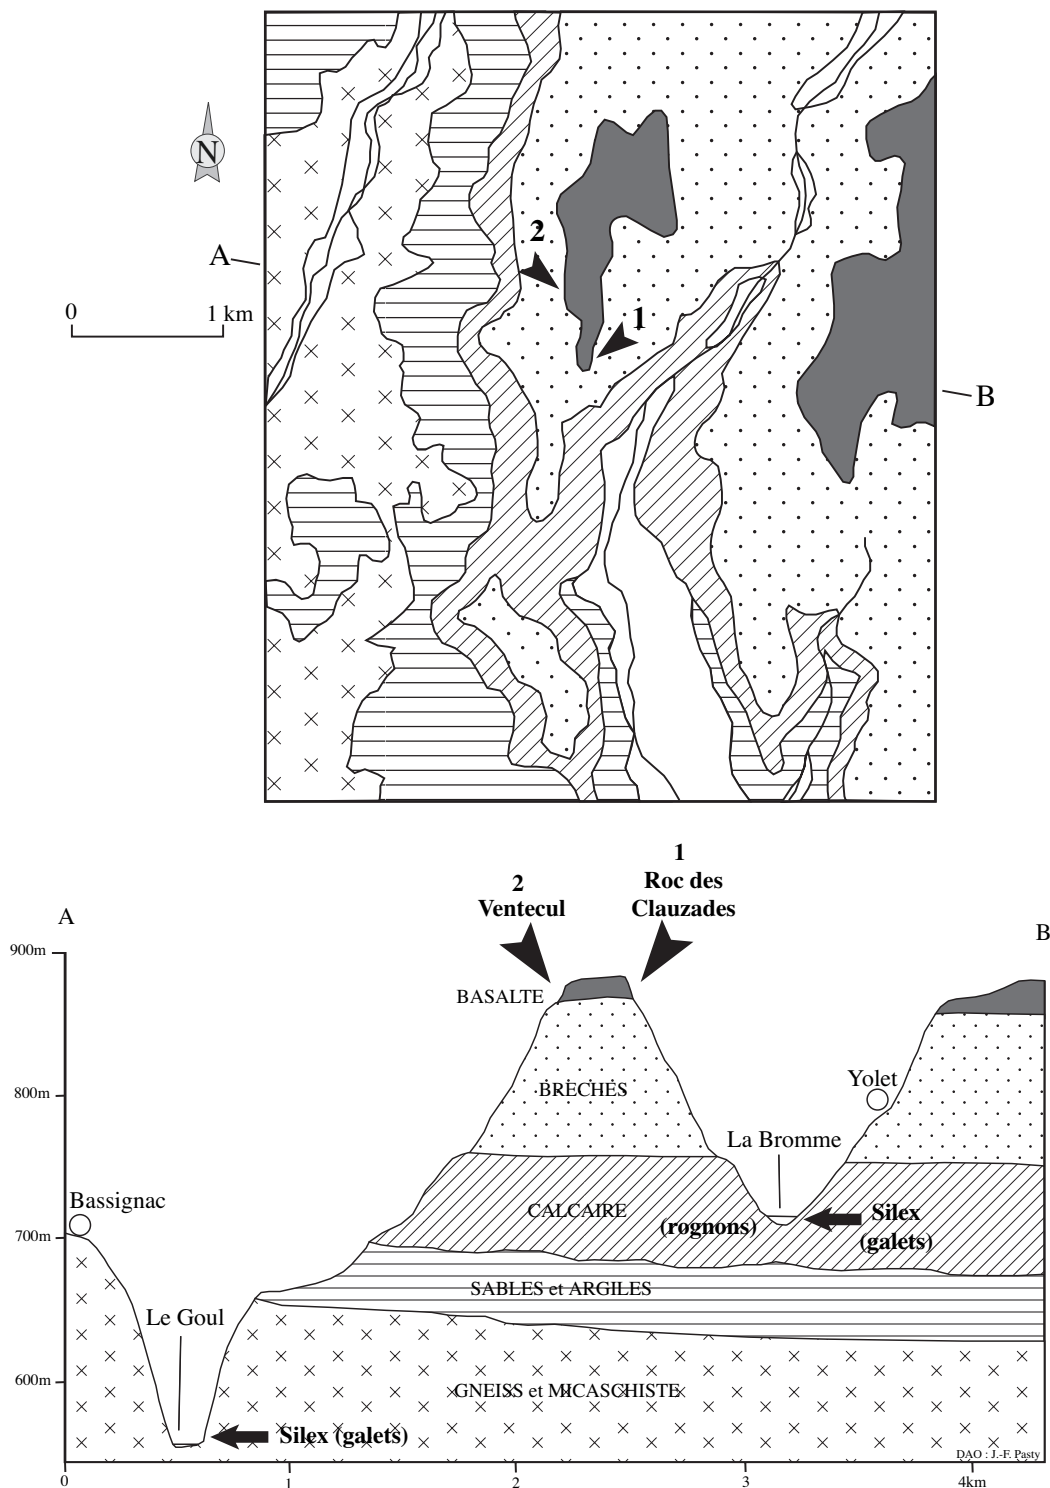 N
2
A
0
1 km
1
B
1
2
Roc des
Ventecul
Clauzades
A
B
900m
BASALTE
800m
BRECHES
Yolet
La Bromme
Bassignac
CALCAIRE
(rognons)
Silex
(galets)
700m
SABLES et ARGILES
Le Goul
600m
GNEISS et MICASCHISTE
Silex (galets)
DAO : J.-F. Pasty
0
1
2
3
4km